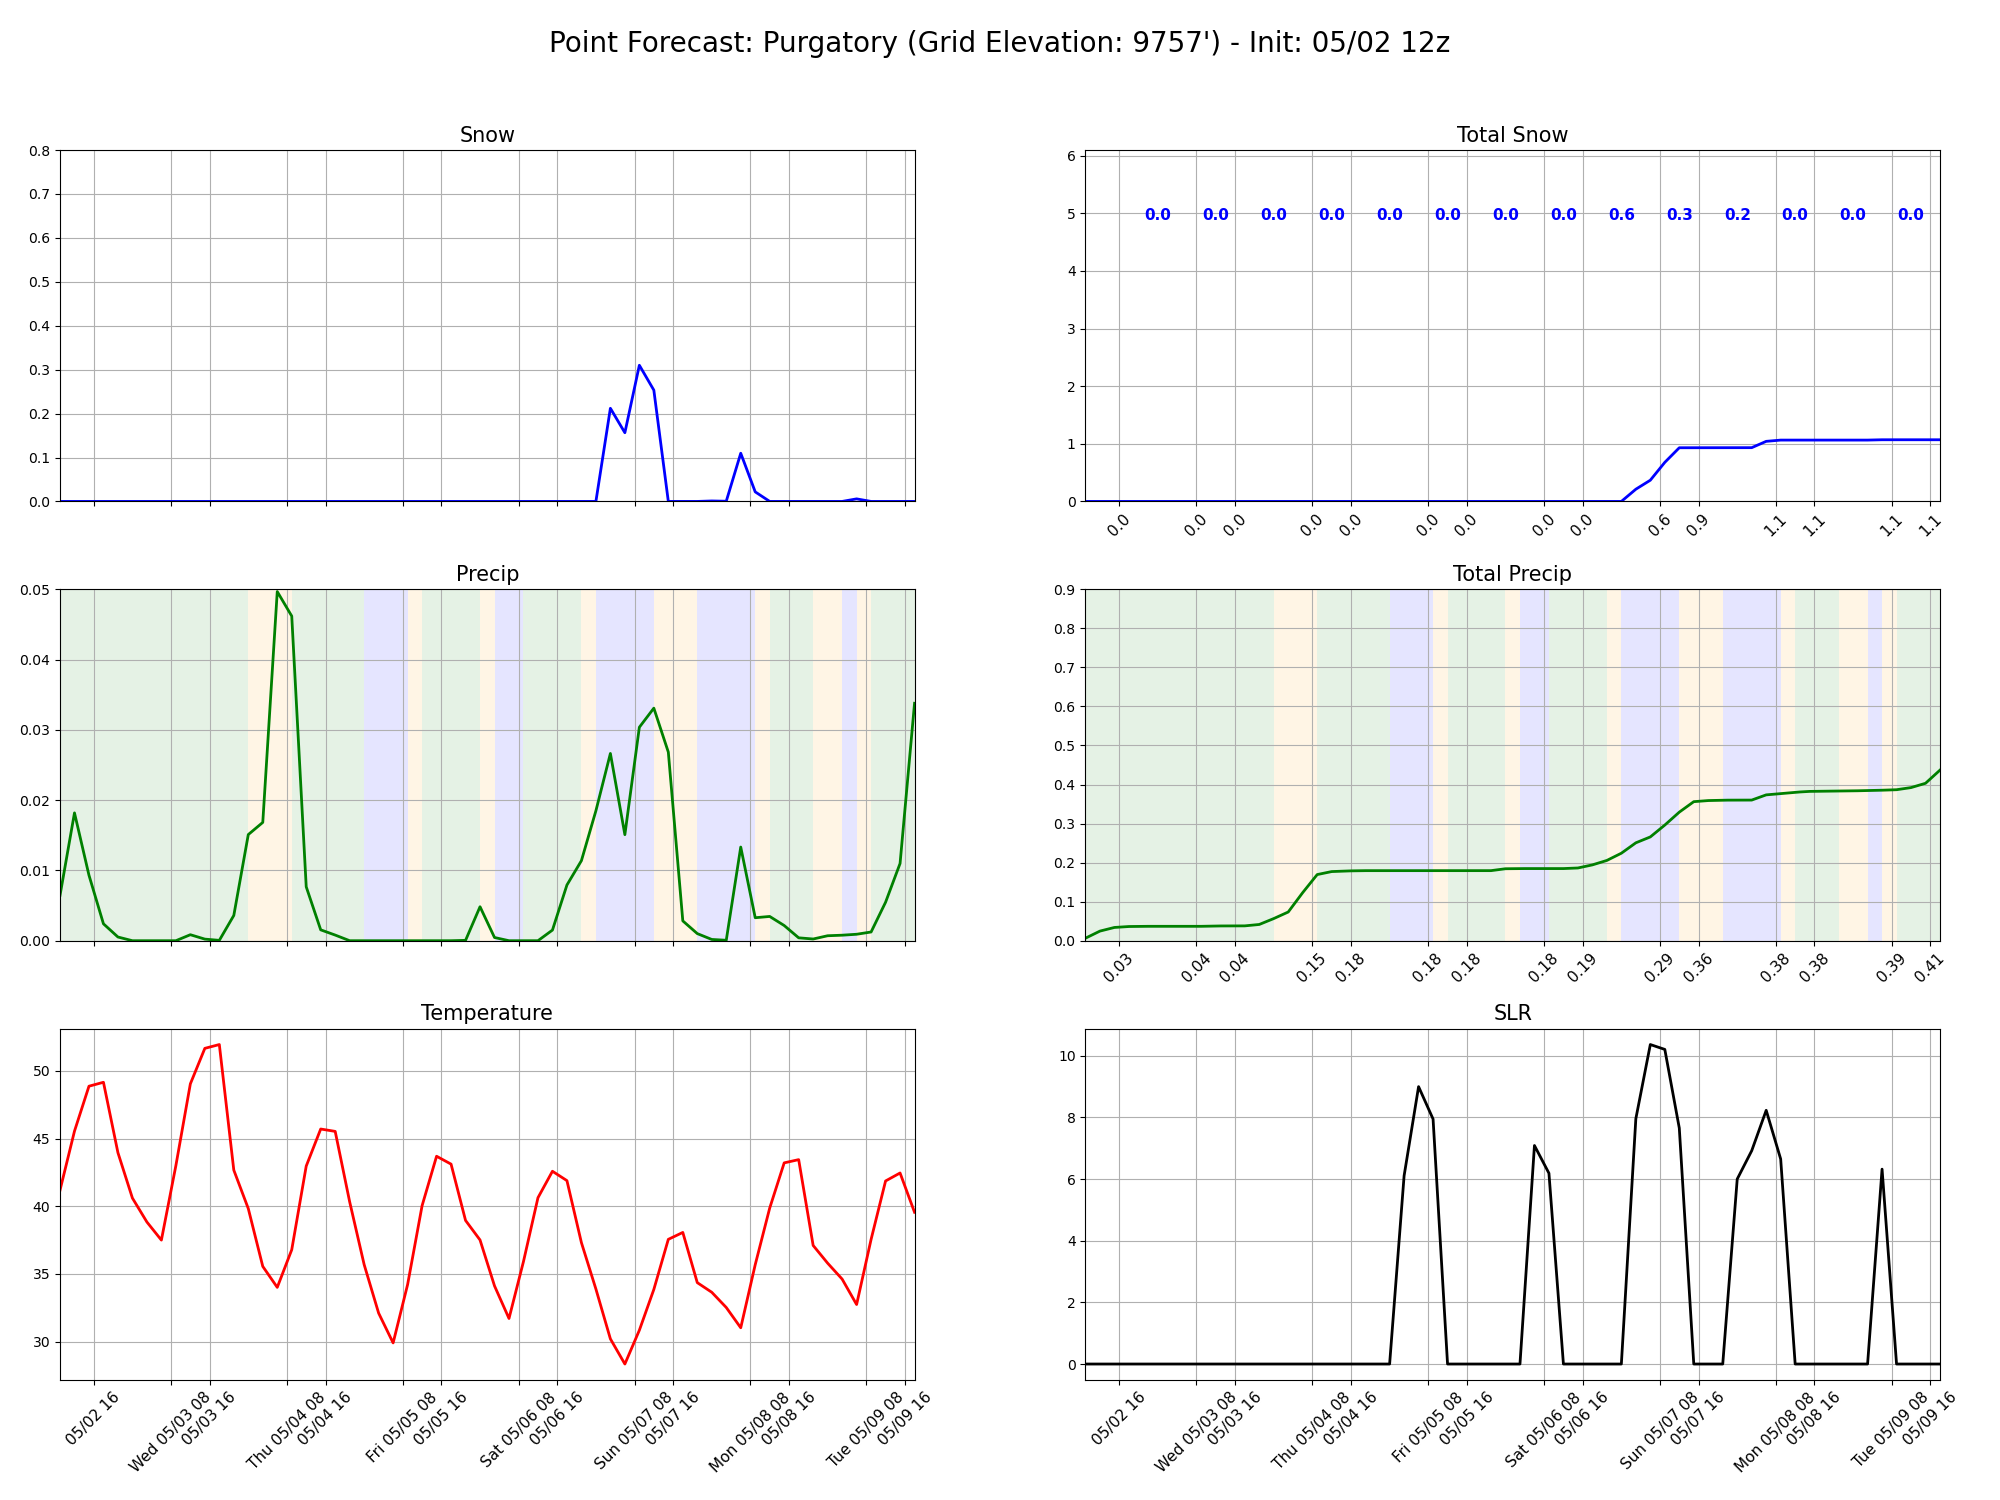 Point Forecast: Purgatory (Grid Elevation: 9757') - Init: 05/02 12z
Snow
0.8
0.7
0.6
0.5
0.4
0.3
0.2
0.1
0.0
Total Snow
6
5
4
3
2
1
0
0.0 0.0 0.0 0.0 0.0 0.0 0.0 0.0 0.6 0.3 0.2 0.0 0.0 0.0
0.0 0.0 0.0 0.0 0.0 0.0 0.0 0.0 0.0 0.6 0.9 1.1 1.1 1.1 1.1
Precip
0.05
0.04
0.03
0.02
0.01
0.00
Total Precip
0.9
0.8
0.7
0.6
0.5
0.4
0.3
0.2
0.1
0.0
0.03 0.04 0.04 0.15 0.18 0.18 0.18 0.18 0.19 0.29 0.36 0.38 0.38 0.39 0.41
Temperature
50
45
40
35
30
05/02 16
Wed 05/03 08
05/03 16
Thu 05/04 08
05/04 16
Fri 05/05 08
05/05 16
Sat 05/06 08
05/06 16
Sun 05/07 08
05/07 16
Mon 05/08 08
05/08 16
Tue 05/09 08
05/09 16
SLR
10
8
6
4
2
0
05/02 16
Wed 05/03 08
05/03 16
Thu 05/04 08
05/04 16
Fri 05/05 08
05/05 16
Sat 05/06 08
05/06 16
Sun 05/07 08
05/07 16
Mon 05/08 08
05/08 16
Tue 05/09 08
05/09 16